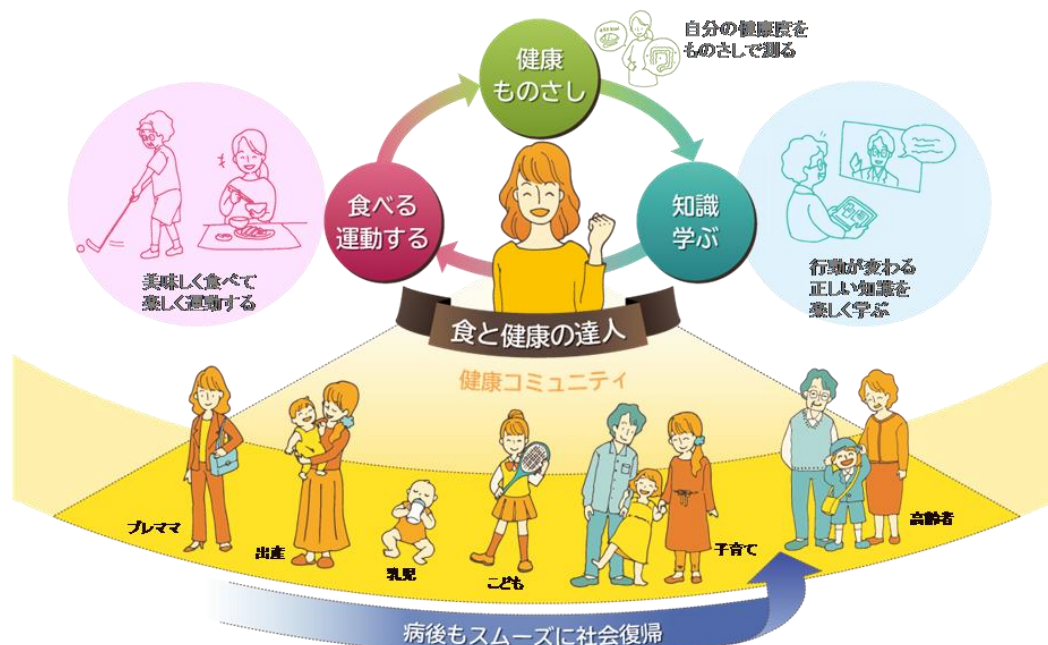 健康
ものさし
自分の健康度を
ものさしで測る
食べる
運動する
知識
学ぶ
美味しく食べて
楽しく運動する
行動が変わる
正しい知識を
楽しく学ぶ
食と健康の達人
健康コミュニティ
プレママ
出産
乳児
こども
子育て
高齢者
病後もスムーズに社会復帰